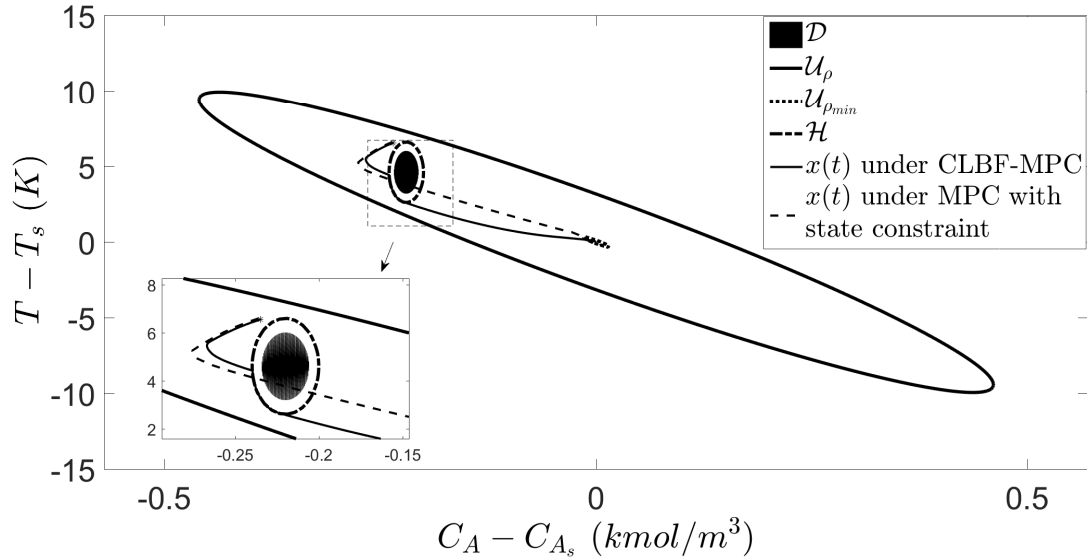 15
10
5
0
-5
-10
-15
T − T_s (K)
-0.5
0
0.5
C_A − C_{A_s} (kmol/m^3)
𝒟
𝒰_ρ
𝒰_{ρ_{min}}
ℋ
x(t) under CLBF-MPC
x(t) under MPC with
state constraint
8
6
4
2
-0.25
-0.2
-0.15